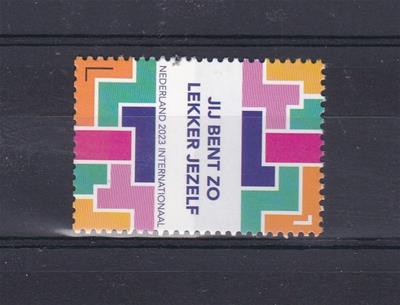 JIJ BENT ZO
LEKKER JEZELF
NEDERLAND 2023 INTERNATIONAAL